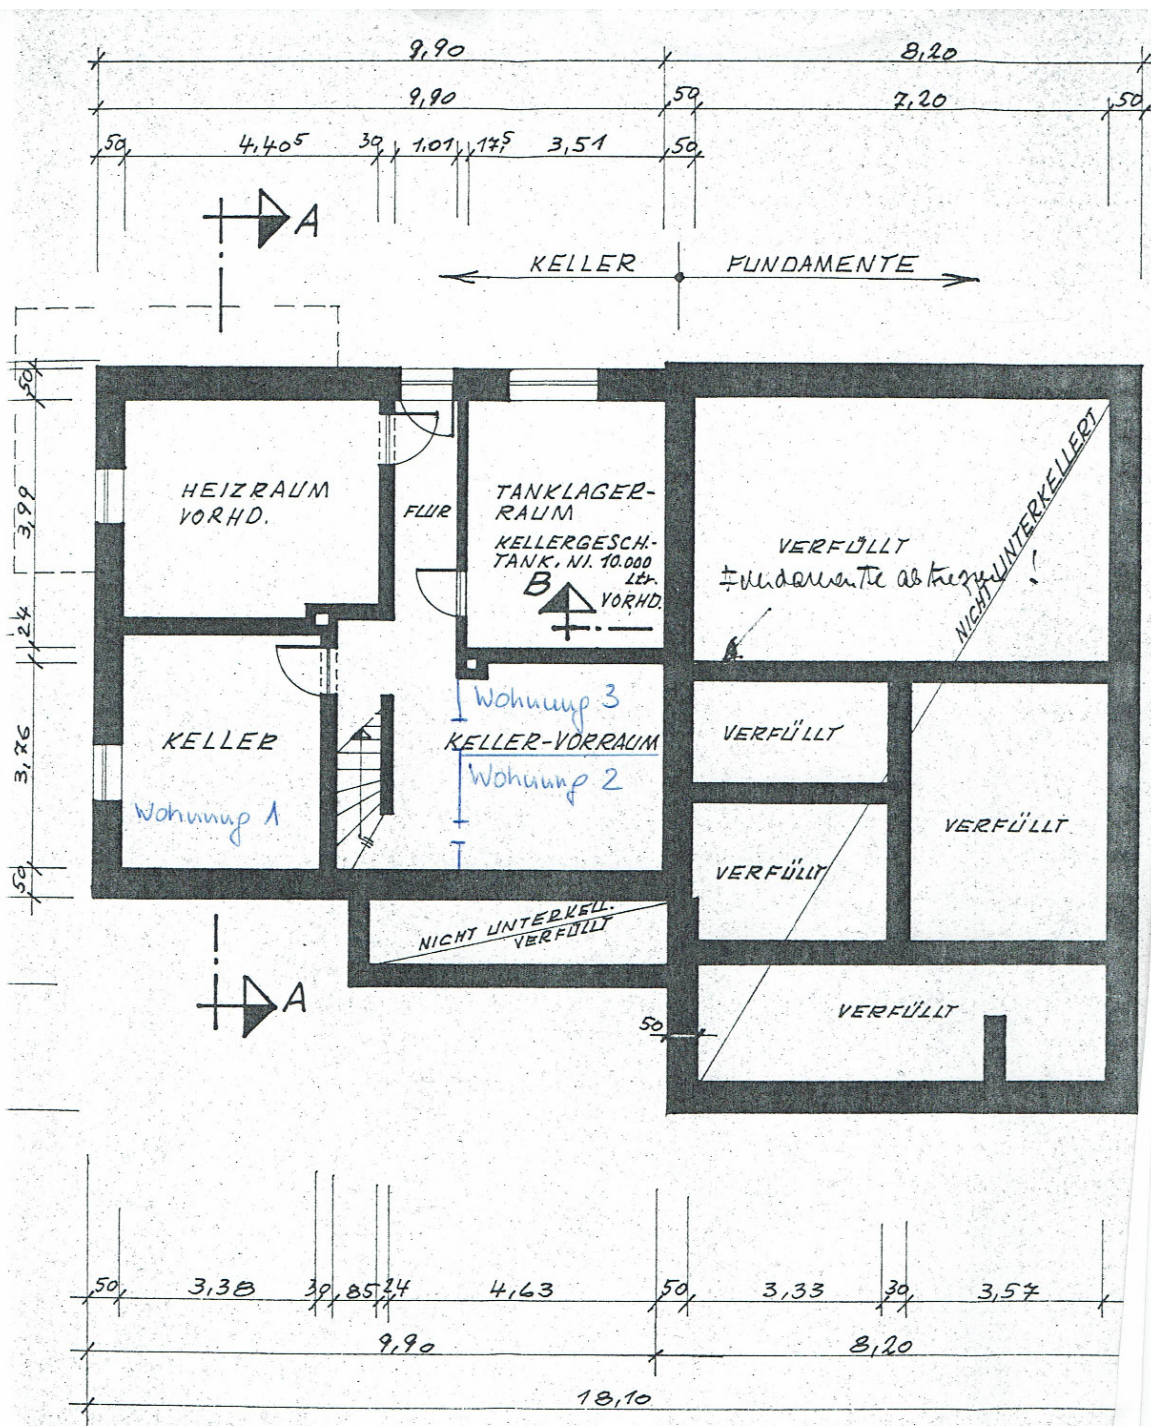 9,90
8,20
9,90
50
7,20
50
50
4,40⁵
30
1.01
17⁵
3,51
50
A
KELLER
FUNDAMENTE
50
3,99
24
3,76
50
HEIZRAUM
VORHD.
FLUR
TANKLAGER-
RAUM
KELLERGESCH.-
TANK, NI. 10.000
Ltr.
VORHD.
B
VERFÜLLT
Fundamente !
NICHT UNTERKELLERT
KELLER
Wohnung 1
Wohnung 3
KELLER-VORRAUM
Wohnung 2
VERFÜLLT
VERFÜLLT
VERFÜLLT
NICHT UNTERKELL.
VERFÜLLT
A
50
VERFÜLLT
50
3,38
30
85
24
4,63
50
3,33
30
3,57
9,90
8,20
18,10